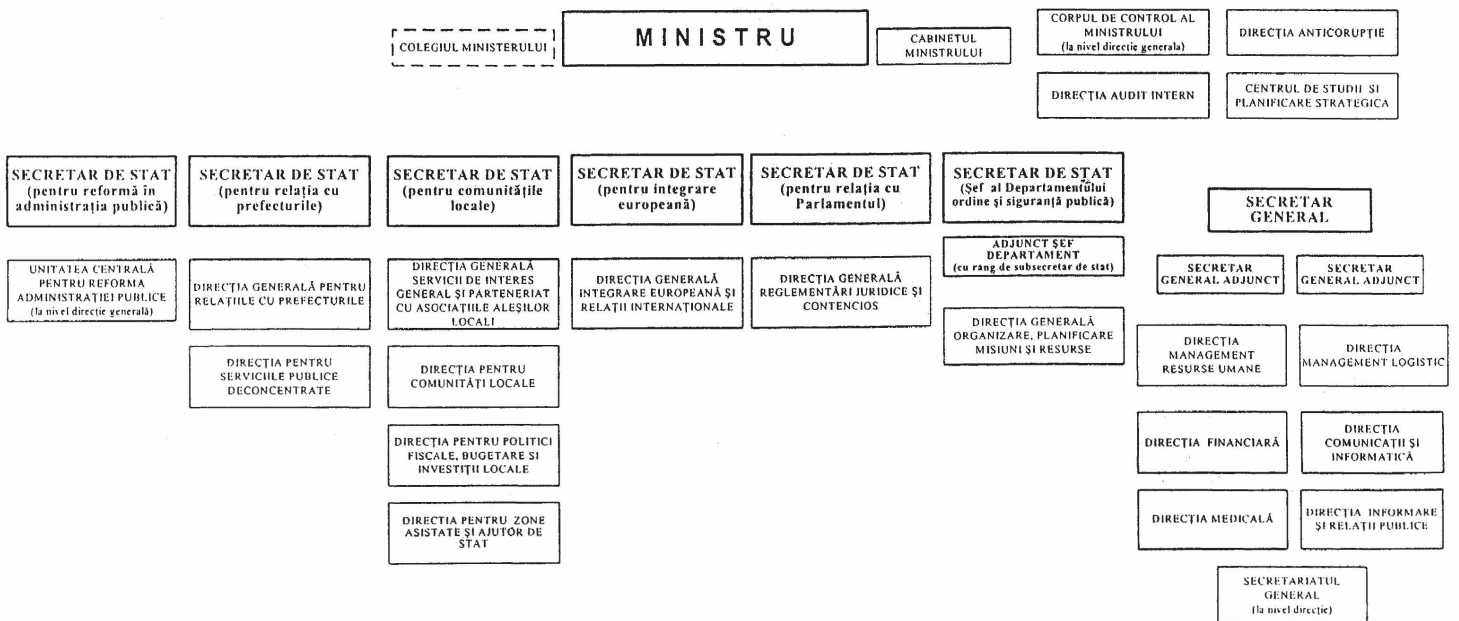 COLEGIUL MINISTERULUI
MINISTRU
CABINETUL
MINISTRULUI
CORPUL DE CONTROL AL
MINISTRULUI
(la nivel direcție generala)
DIRECȚIA ANTICORUPȚIE
DIRECȚIA AUDIT INTERN
CENTRUL DE STUDII SI
PLANIFICARE STRATEGICA
SECRETAR DE STAT
(pentru reformă în
administrația publică)
SECRETAR DE STAT
(pentru relația cu
prefecturile)
SECRETAR DE STAT
(pentru comunitățile
locale)
SECRETAR DE STAT
(pentru integrare
europeană)
SECRETAR DE STAT
(pentru relația cu
Parlamentul)
SECRETAR DE STAT
(Șef al Departamentului
ordine și siguranță publică)
SECRETAR
GENERAL
UNITATEA CENTRALĂ
PENTRU REFORMA
ADMINISTRAȚIEI PUBLICE
(la nivel direcție generală)
DIRECȚIA GENERALĂ PENTRU
RELAȚIILE CU PREFECTURILE
DIRECȚIA GENERALĂ
SERVICII DE INTERES
GENERAL ȘI PARTENERIAT
CU ASOCIAȚIILE ALEȘILOR
LOCALI
DIRECȚIA GENERALĂ
INTEGRARE EUROPEANĂ ȘI
RELAȚII INTERNAȚIONALE
DIRECȚIA GENERALĂ
REGLEMENTĂRI JURIDICE ȘI
CONTENCIOS
ADJUNCT ȘEF
DEPARTAMENT
(cu rang de subsecretar de stat)
SECRETAR
GENERAL ADJUNCT
SECRETAR
GENERAL ADJUNCT
DIRECȚIA PENTRU
SERVICIILE PUBLICE
DECONCENTRATE
DIRECȚIA PENTRU
COMUNITĂȚI LOCALE
DIRECȚIA GENERALĂ
ORGANIZARE, PLANIFICARE
MISIUNI ȘI RESURSE
DIRECȚIA
MANAGEMENT
RESURSE UMANE
DIRECȚIA
MANAGEMENT LOGISTIC
DIRECȚIA PENTRU POLITICI
FISCALE, BUGETARE SI
INVESTIȚII LOCALE
DIRECȚIA FINANCIARĂ
DIRECȚIA
COMUNICAȚII ȘI
INFORMATICĂ
DIRECTIA PENTRU ZONE
ASISTATE ȘI AJUTOR DE
STAT
DIRECȚIA MEDICALĂ
DIRECȚIA INFORMARE
ȘI RELAȚII PUBLICE
SECRETARIATUL
GENERAL
(la nivel direcție)